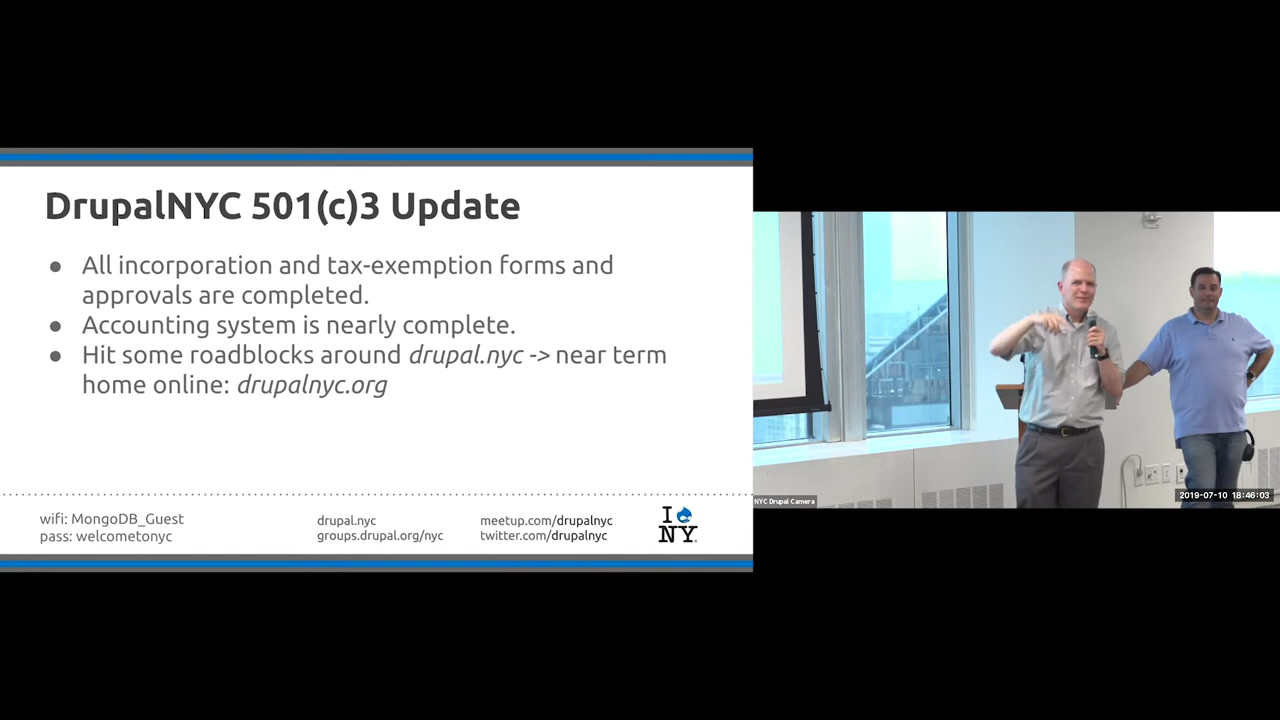 DrupalNYC 501(c)3 Update
● All incorporation and tax-exemption forms and
approvals are completed.
● Accounting system is nearly complete.
● Hit some roadblocks around drupal.nyc -> near term
home online: drupalnyc.org
wifi: MongoDB_Guest
pass: welcometonyc
drupal.nyc
groups.drupal.org/nyc
meetup.com/drupalnyc
twitter.com/drupalnyc
I
NY
NYC Drupal Camera
2019-07-10 18:46:03